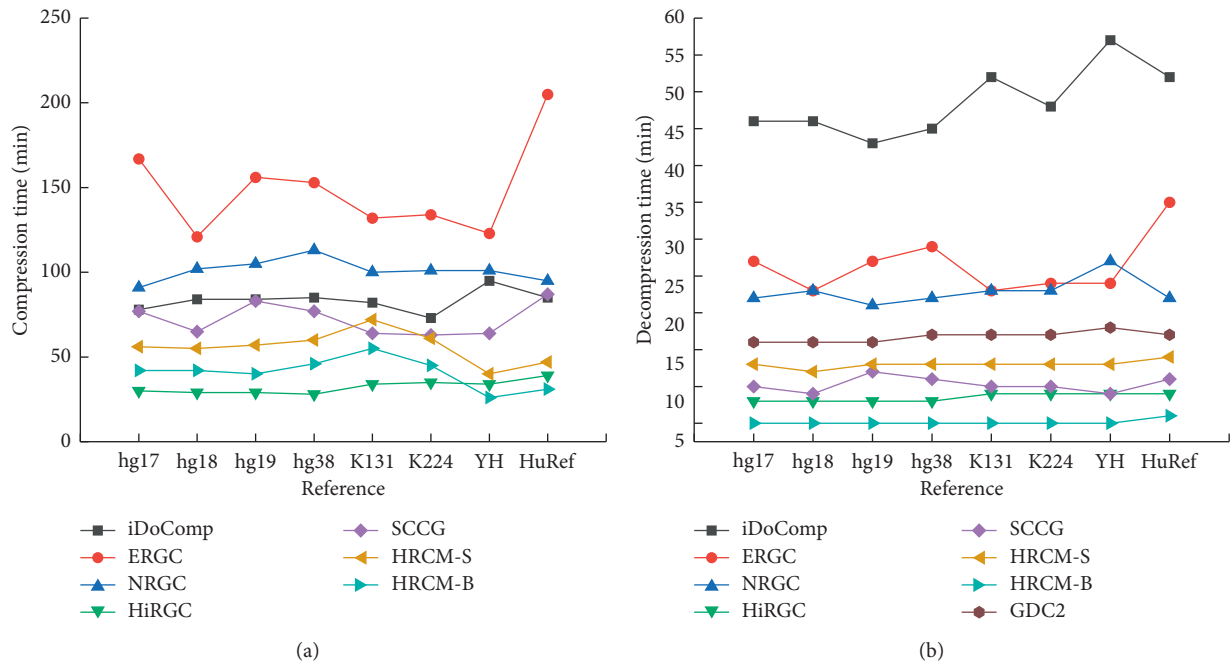 250
200
150
100
50
0
Compression time (min)
hg17 hg18 hg19 hg38 K131 K224 YH HuRef
Reference
iDoComp
ERGC
NRGC
HiRGC
SCCG
HRCM-S
HRCM-B
(a)
60
55
50
45
40
35
30
25
20
15
10
5
Decompression time (min)
hg17 hg18 hg19 hg38 K131 K224 YH HuRef
Reference
iDoComp
ERGC
NRGC
HiRGC
SCCG
HRCM-S
HRCM-B
GDC2
(b)